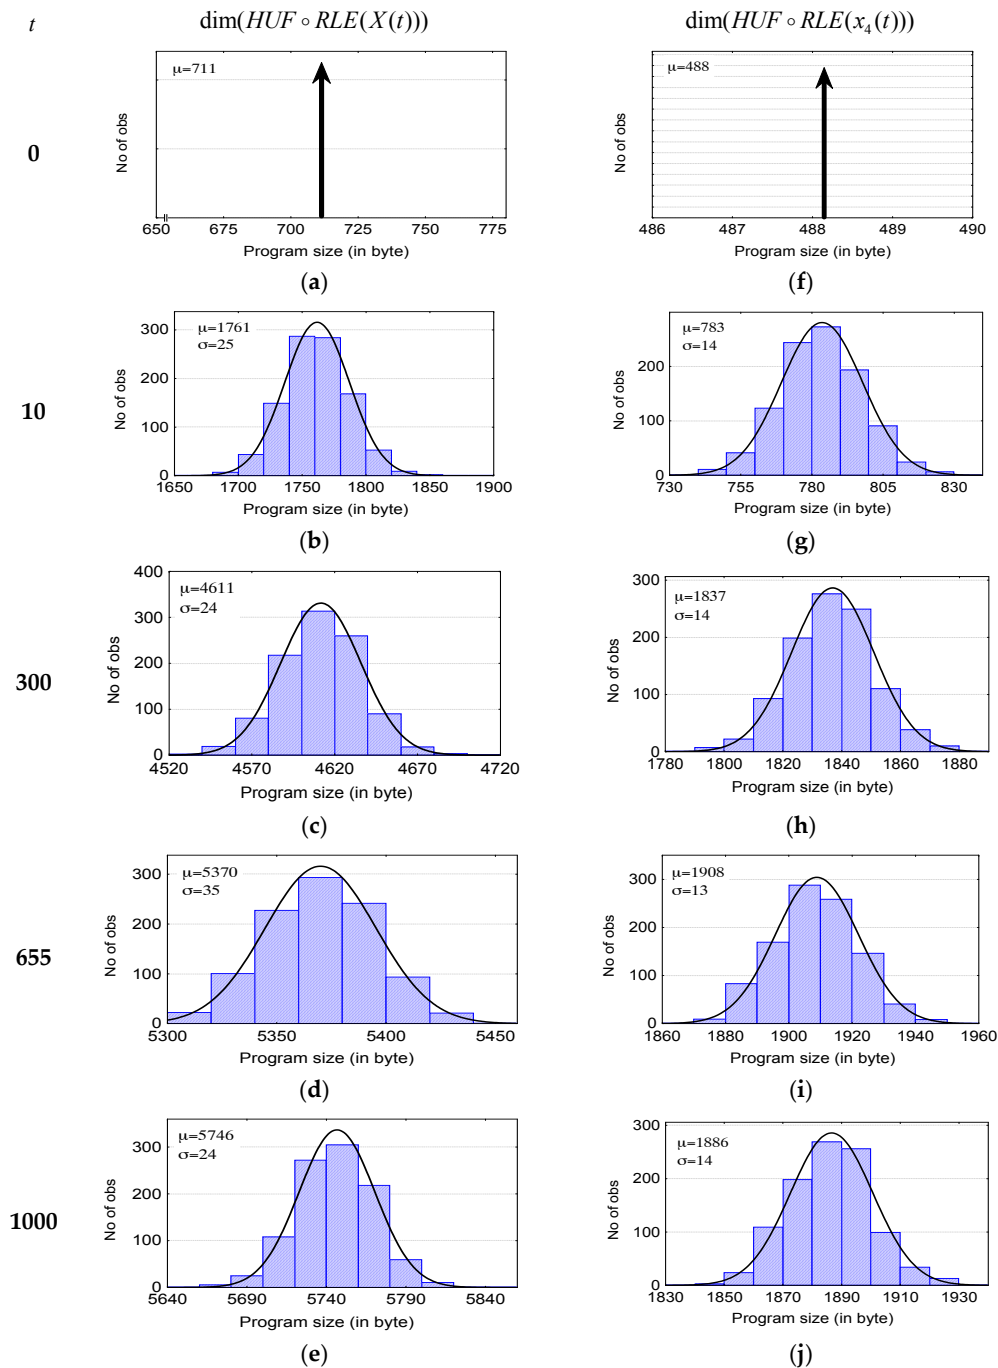 t dim(HUF∘RLE(X(t))) dim(HUF∘RLE(x₄(t)))
0
μ=711
No of obs
650 675 700 725 750 775
Program size (in byte)
(a)
μ=488
No of obs
486 487 488 489 490
Program size (in byte)
(f)
10
μ=1761
σ=25
No of obs
300
200
100
0
1650 1700 1750 1800 1850 1900
Program size (in byte)
(b)
μ=783
σ=14
No of obs
200
100
0
730 755 780 805 830
Program size (in byte)
(g)
300
μ=4611
σ=24
No of obs
400
300
200
100
0
4520 4570 4620 4670 4720
Program size (in byte)
(c)
μ=1837
σ=14
No of obs
300
200
100
0
1780 1800 1820 1840 1860 1880
Program size (in byte)
(h)
655
μ=5370
σ=35
No of obs
300
200
100
0
5300 5350 5400 5450
Program size (in byte)
(d)
μ=1908
σ=13
No of obs
300
200
100
0
1860 1880 1900 1920 1940 1960
Program size (in byte)
(i)
1000
μ=5746
σ=24
No of obs
300
200
100
0
5640 5690 5740 5790 5840
Program size (in byte)
(e)
μ=1886
σ=14
No of obs
300
200
100
0
1830 1850 1870 1890 1910 1930
Program size (in byte)
(j)